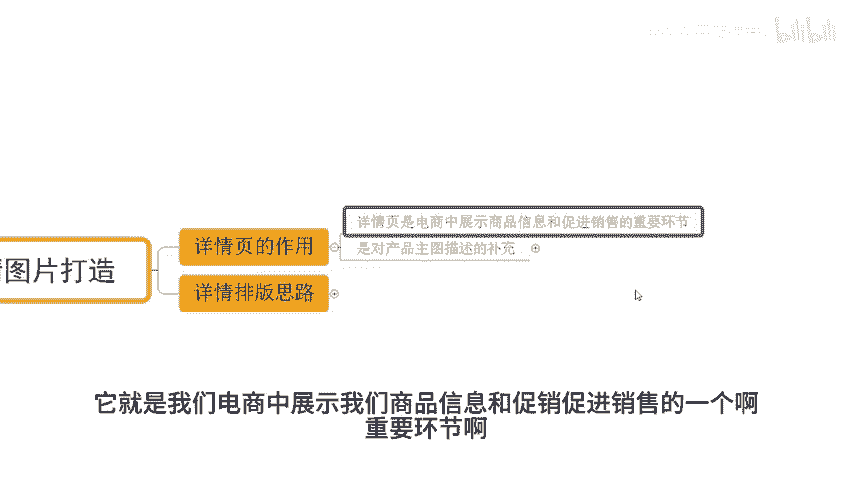 bilibili
详情页是电商中展示商品信息和促进销售的重要环节
详情页的作用
是对产品主图描述的补充
图片打造
详情排版思路
它就是我们电商中展示我们商品信息和促销促进销售的一个啊
重要环节啊